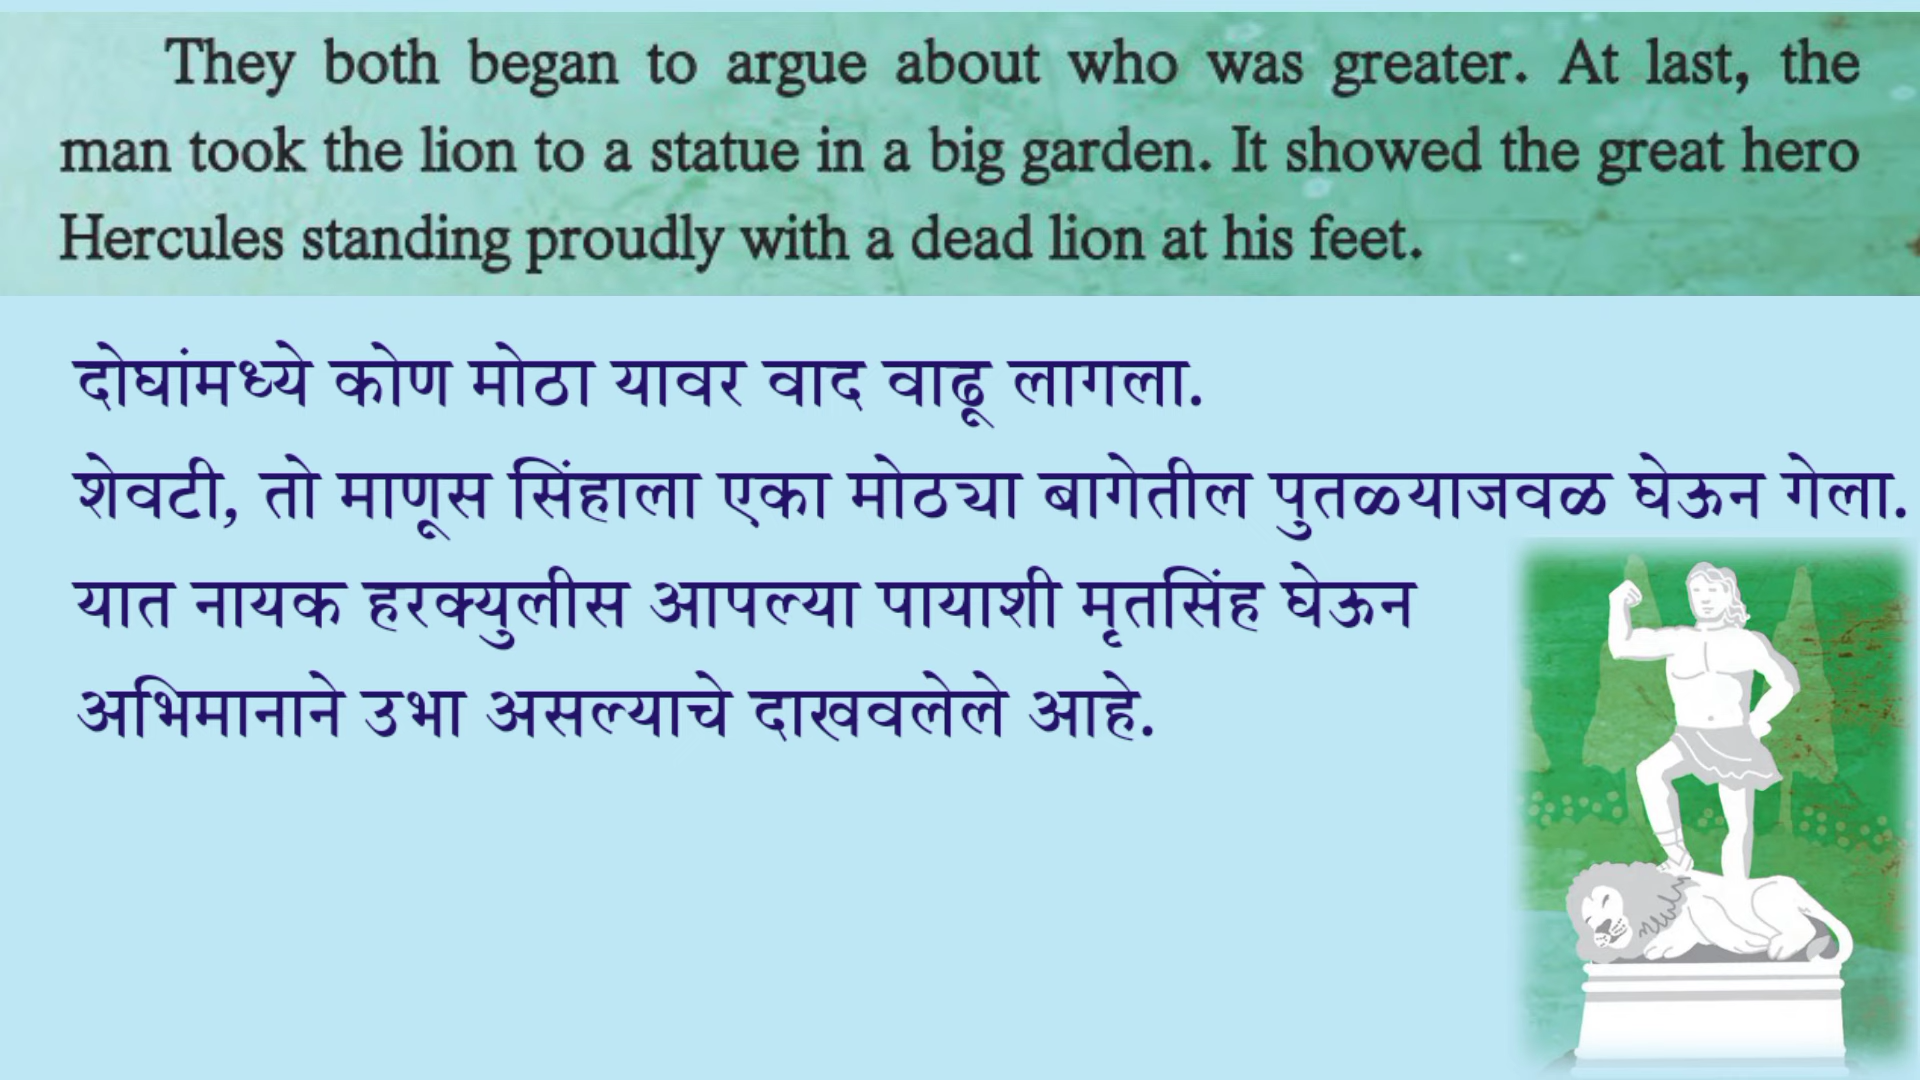 They both began to argue about who was greater. At last, the
man took the lion to a statue in a big garden. It showed the great hero
Hercules standing proudly with a dead lion at his feet.
दोघांमध्ये कोण मोठा यावर वाद वाढू लागला.
शेवटी, तो माणूस सिंहाला एका मोठ्या बागेतील पुतळ्याजवळ घेऊन गेला.
यात नायक हरक्युलीस आपल्या पायाशी मृतसिंह घेऊन
अभिमानाने उभा असल्याचे दाखवलेले आहे.